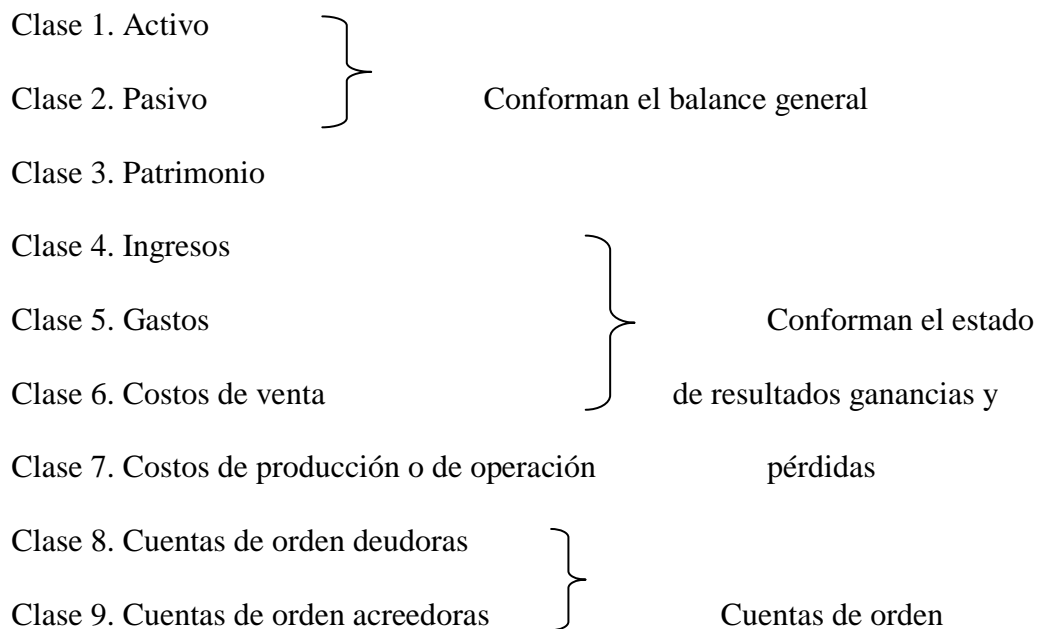 Clase 1. Activo
Clase 2. Pasivo Conforman el balance general
Clase 3. Patrimonio
Clase 4. Ingresos
Clase 5. Gastos Conforman el estado
Clase 6. Costos de venta de resultados ganancias y
Clase 7. Costos de producción o de operación pérdidas
Clase 8. Cuentas de orden deudoras
Clase 9. Cuentas de orden acreedoras Cuentas de orden